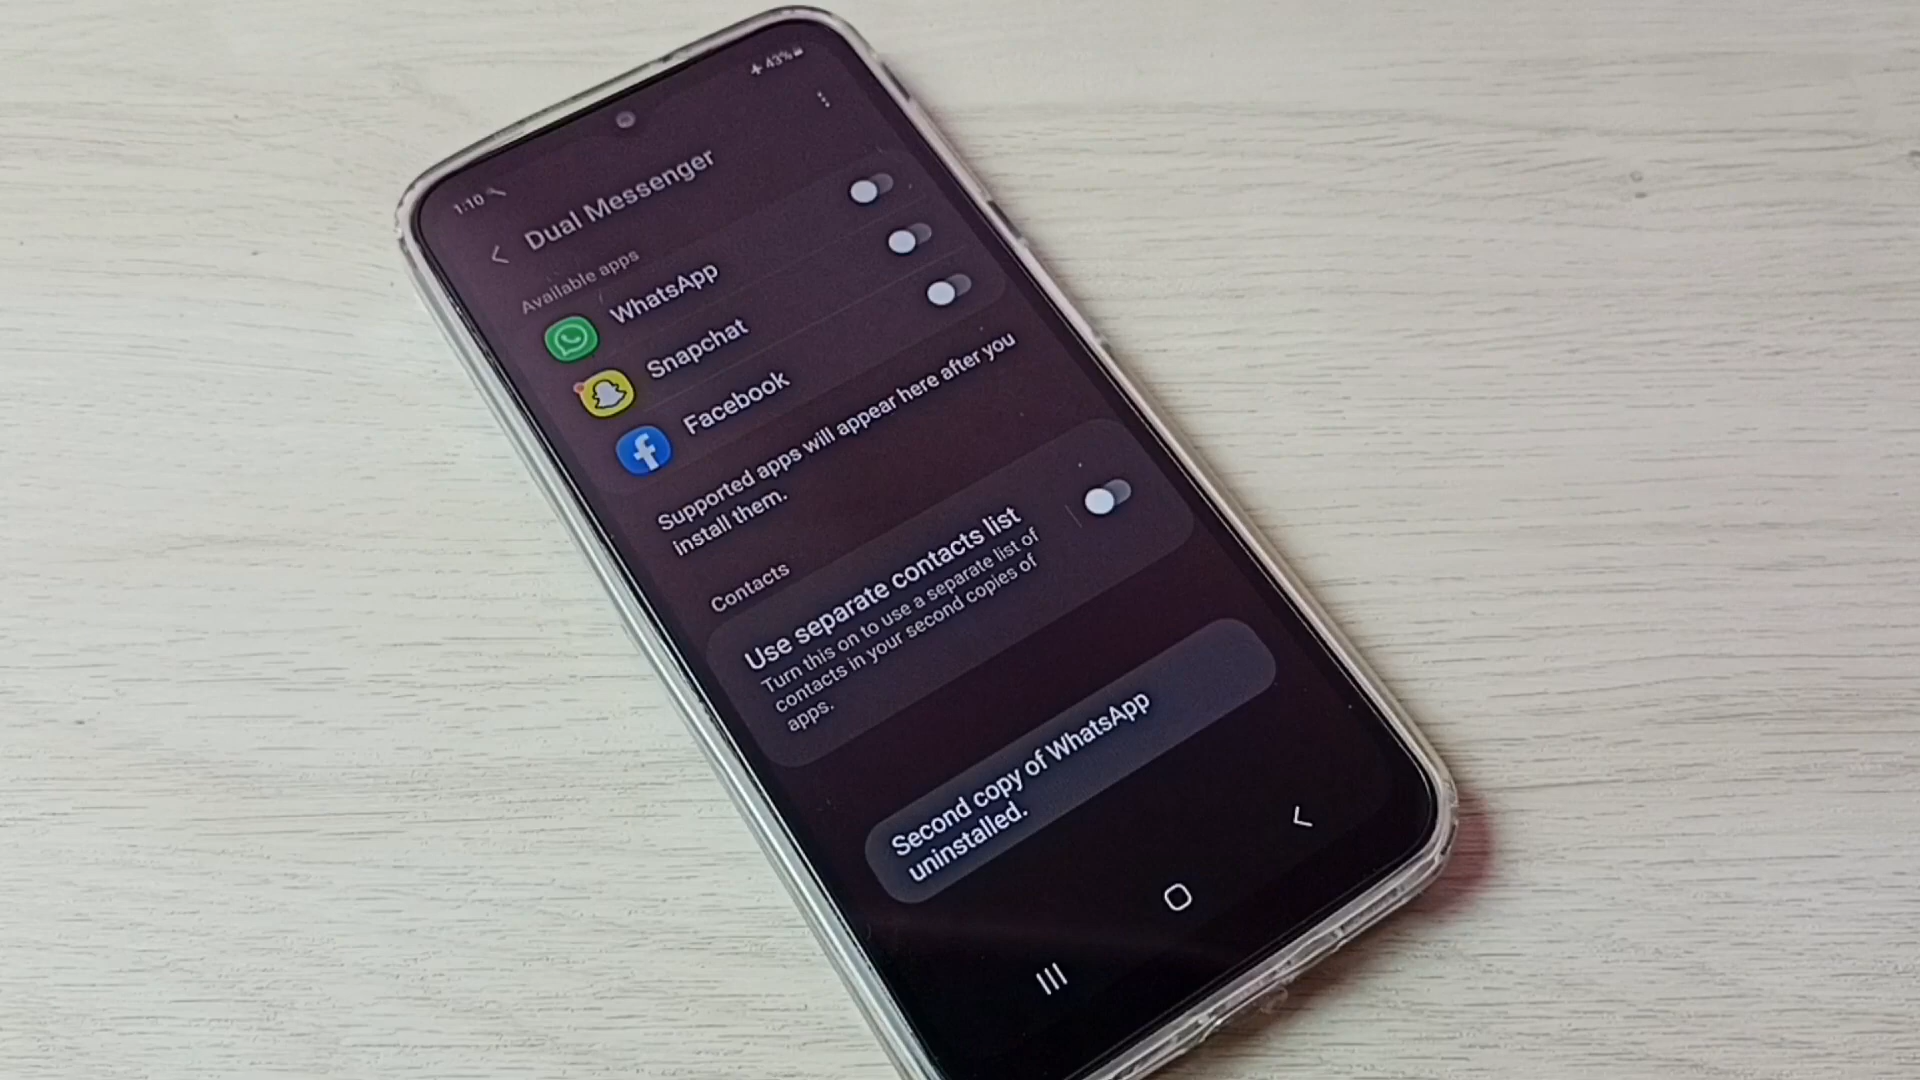 1:10
43%
Dual Messenger
Available apps
WhatsApp
Snapchat
Facebook
Supported apps will appear here after you
install them.
Contacts
Use separate contacts list
Turn this on to use a separate list of
contacts in your second copies of
apps.
Second copy of WhatsApp
uninstalled.